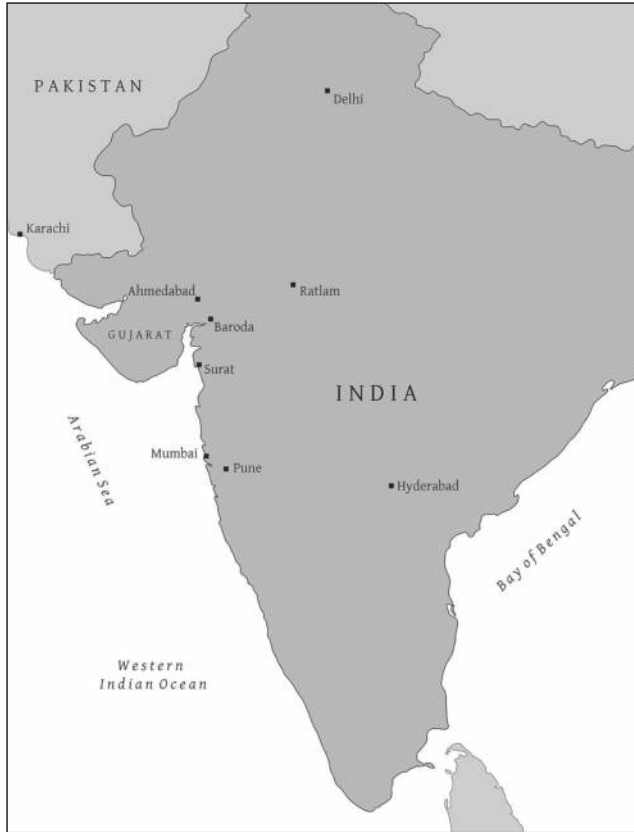 PAKISTAN
Delhi
Karachi
Ahmedabad
Ratlam
GUJARAT
Baroda
Surat
INDIA
Arabian Sea
Mumbai
Pune
Hyderabad
Bay of Bengal
Western
Indian Ocean